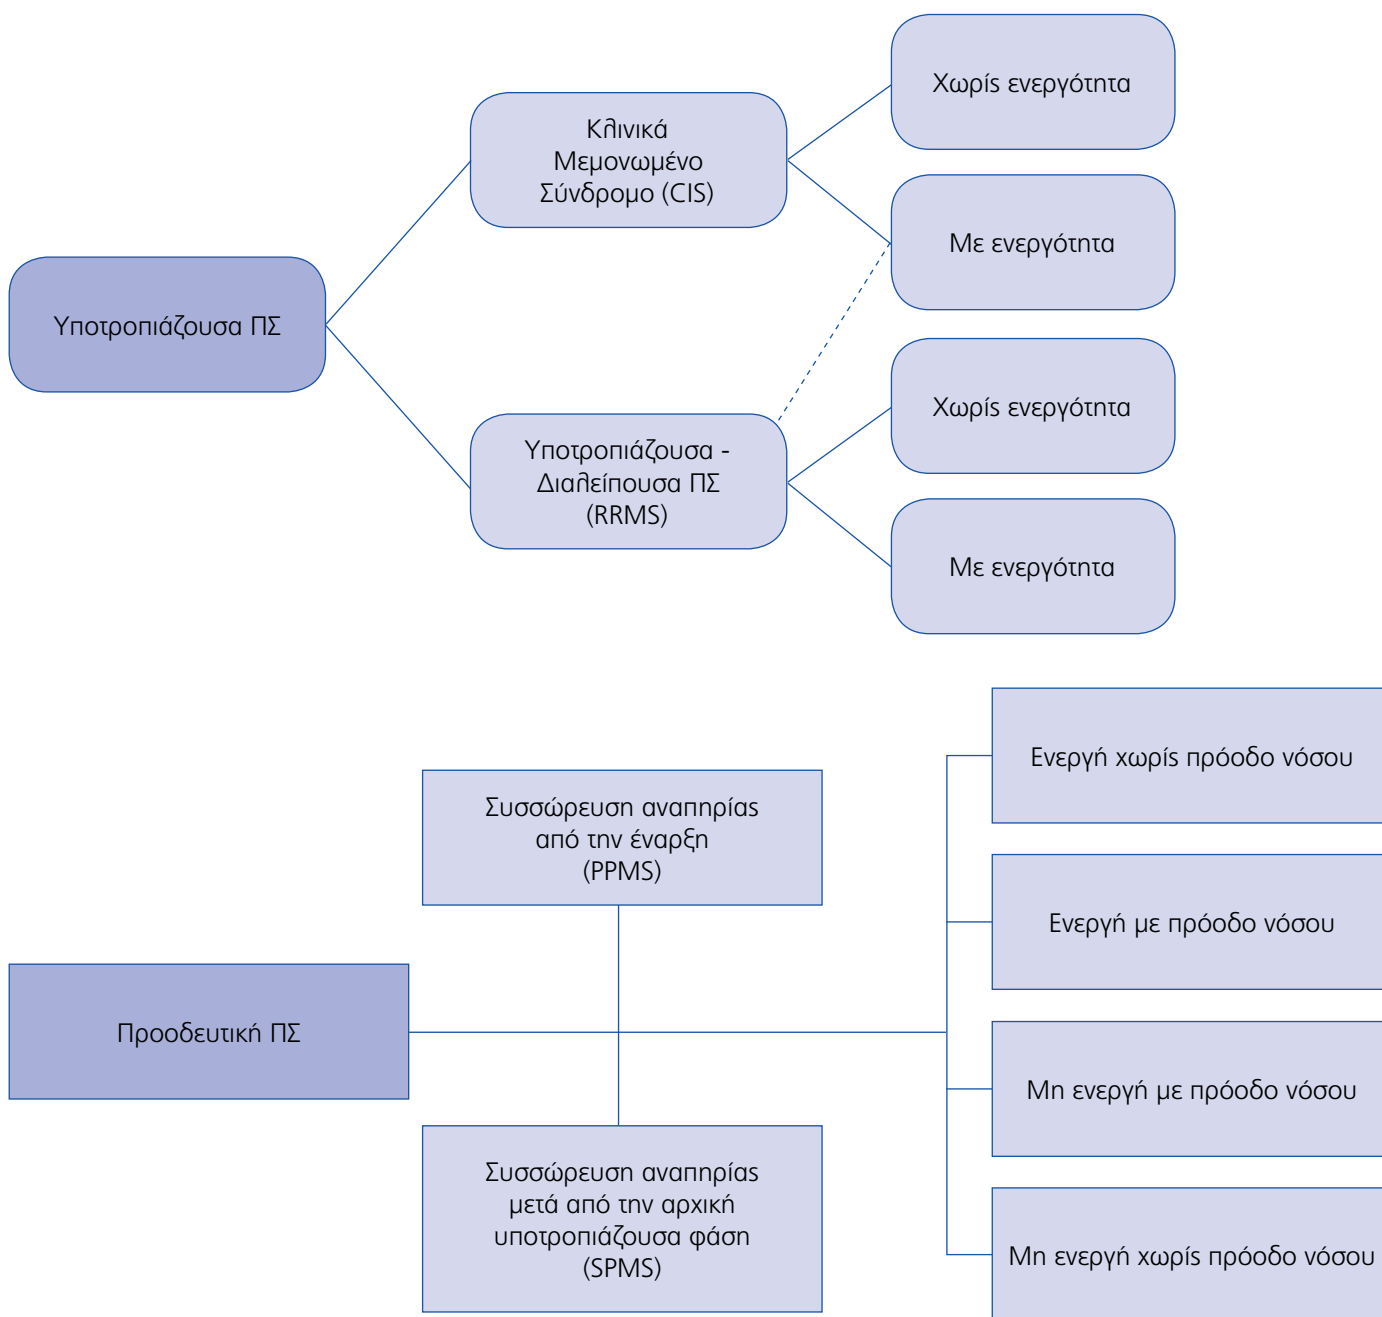 Χωρίς ενεργότητα
Κλινικά
Μεμονωμένο
Σύνδρομο (CIS)
Με ενεργότητα
Υποτροπιάζουσα ΠΣ
Χωρίς ενεργότητα
Υποτροπιάζουσα -
Διαλείπουσα ΠΣ
(RRMS)
Με ενεργότητα
Ενεργή χωρίς πρόοδο νόσου
Συσσώρευση αναπηρίας
από την έναρξη
(PPMS)
Ενεργή με πρόοδο νόσου
Προοδευτική ΠΣ
Μη ενεργή με πρόοδο νόσου
Συσσώρευση αναπηρίας
μετά από την αρχική
υποτροπιάζουσα φάση
(SPMS)
Μη ενεργή χωρίς πρόοδο νόσου